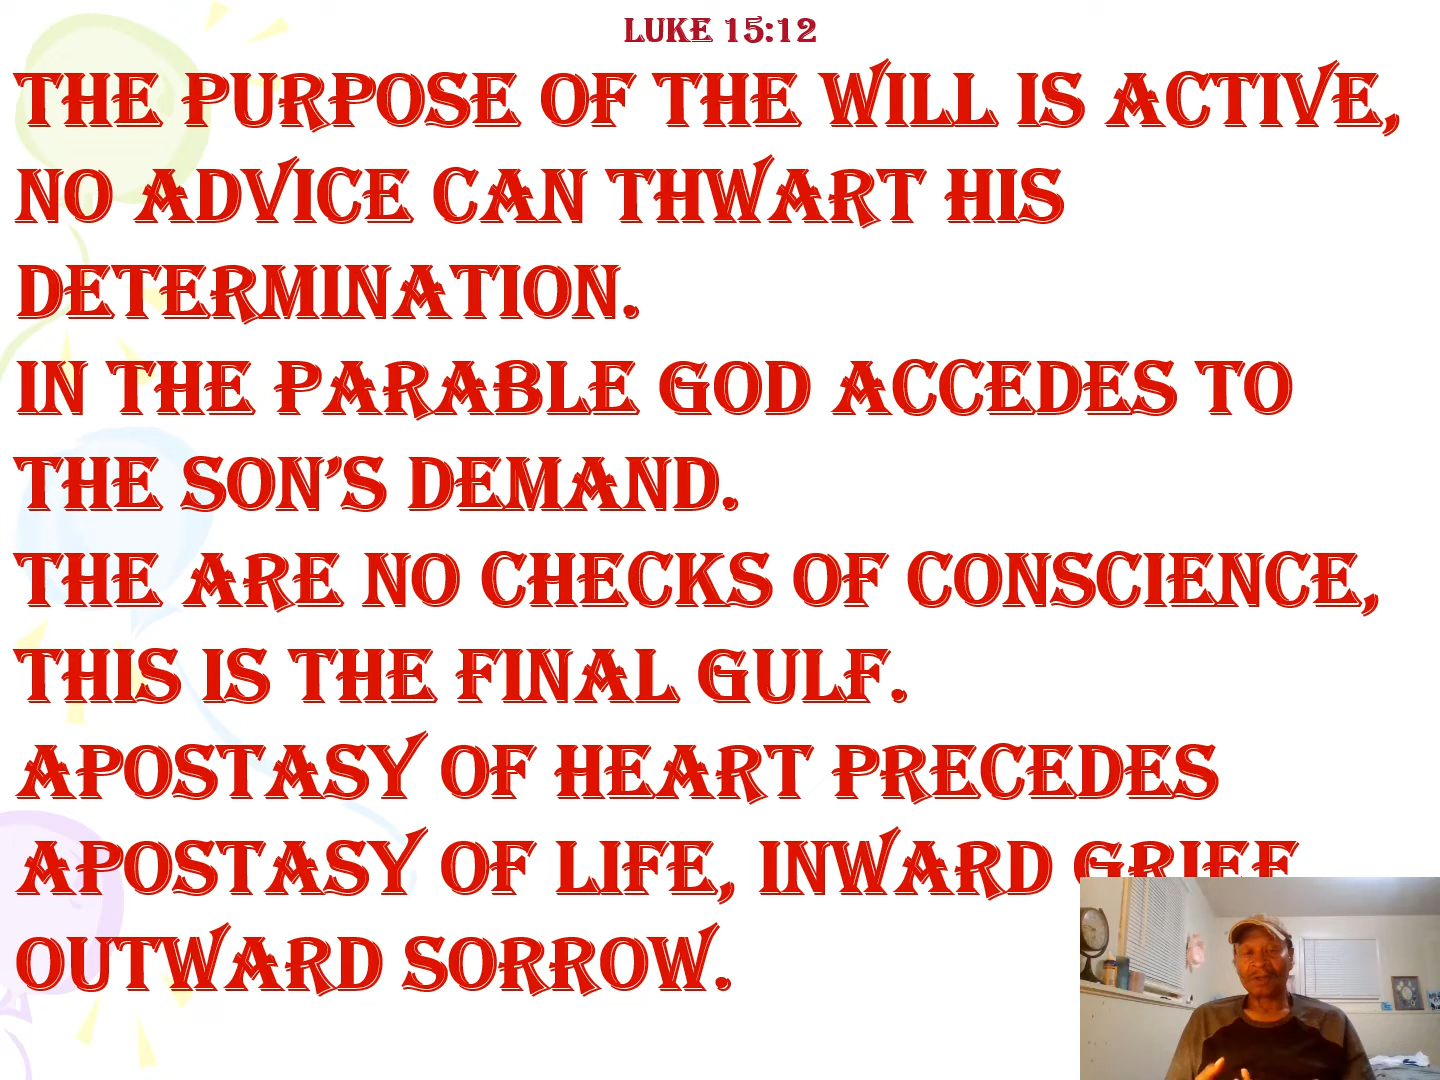 LUKE 15:12
THE PURPOSE OF THE WILL IS ACTIVE,
NO ADVICE CAN THWART HIS
DETERMINATION.
IN THE PARABLE GOD ACCEDES TO
THE SON'S DEMAND.
THE ARE NO CHECKS OF CONSCIENCE,
THIS IS THE FINAL GULF.
APOSTASY OF HEART PRECEDES
APOSTASY OF LIFE, INWARD GRIEF
OUTWARD SORROW.